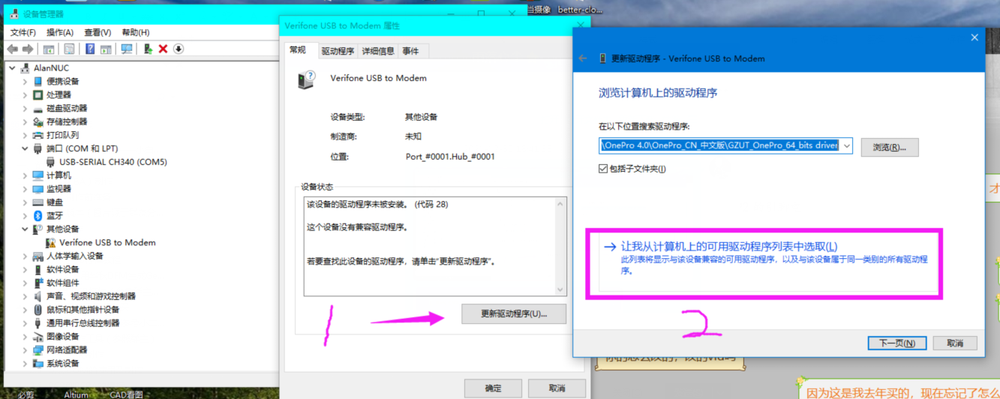 设备管理器
文件(F) 操作(A) 查看(V) 帮助(H)
AlanNUC
便携设备
处理器
磁盘驱动器
存储控制器
打印队列
端口 (COM 和 LPT)
USB-SERIAL CH340 (COM5)
计算机
监视器
键盘
蓝牙
其他设备
Verifone USB to Modem
人体学输入设备
软件设备
软件组件
声音、视频和游戏控制器
鼠标和其他指针设备
通用串行总线控制器
图像设备
网络适配器
系统设备
必剪 Altium CAD看图
当摄像 better-clo...
Verifone USB to Modem 属性
常规 驱动程序 详细信息 事件
Verifone USB to Modem
设备类型: 其他设备
制造商: 未知
位置: Port_#0001.Hub_#0001
设备状态
该设备的驱动程序未被安装。 (代码 28)
这个设备没有兼容驱动程序。
若要查找此设备的驱动程序，请单击“更新驱动程序”。
1
更新驱动程序(U)...
确定 取消
更新驱动程序 - Verifone USB to Modem
浏览计算机上的驱动程序
在以下位置搜索驱动程序:
\OnePro 4.0\OnePro_CN_中文版\GZUT_OnePro_64_bits driver
浏览(R)...
包括子文件夹(I)
让我从计算机上的可用驱动程序列表中选取(L)
此列表将显示与该设备兼容的可用驱动程序，以及与该设备属于同一类别的所有驱动程
序。
2
下一页(N) 取消
才
因为这是我去年买的，现在忘记了怎么